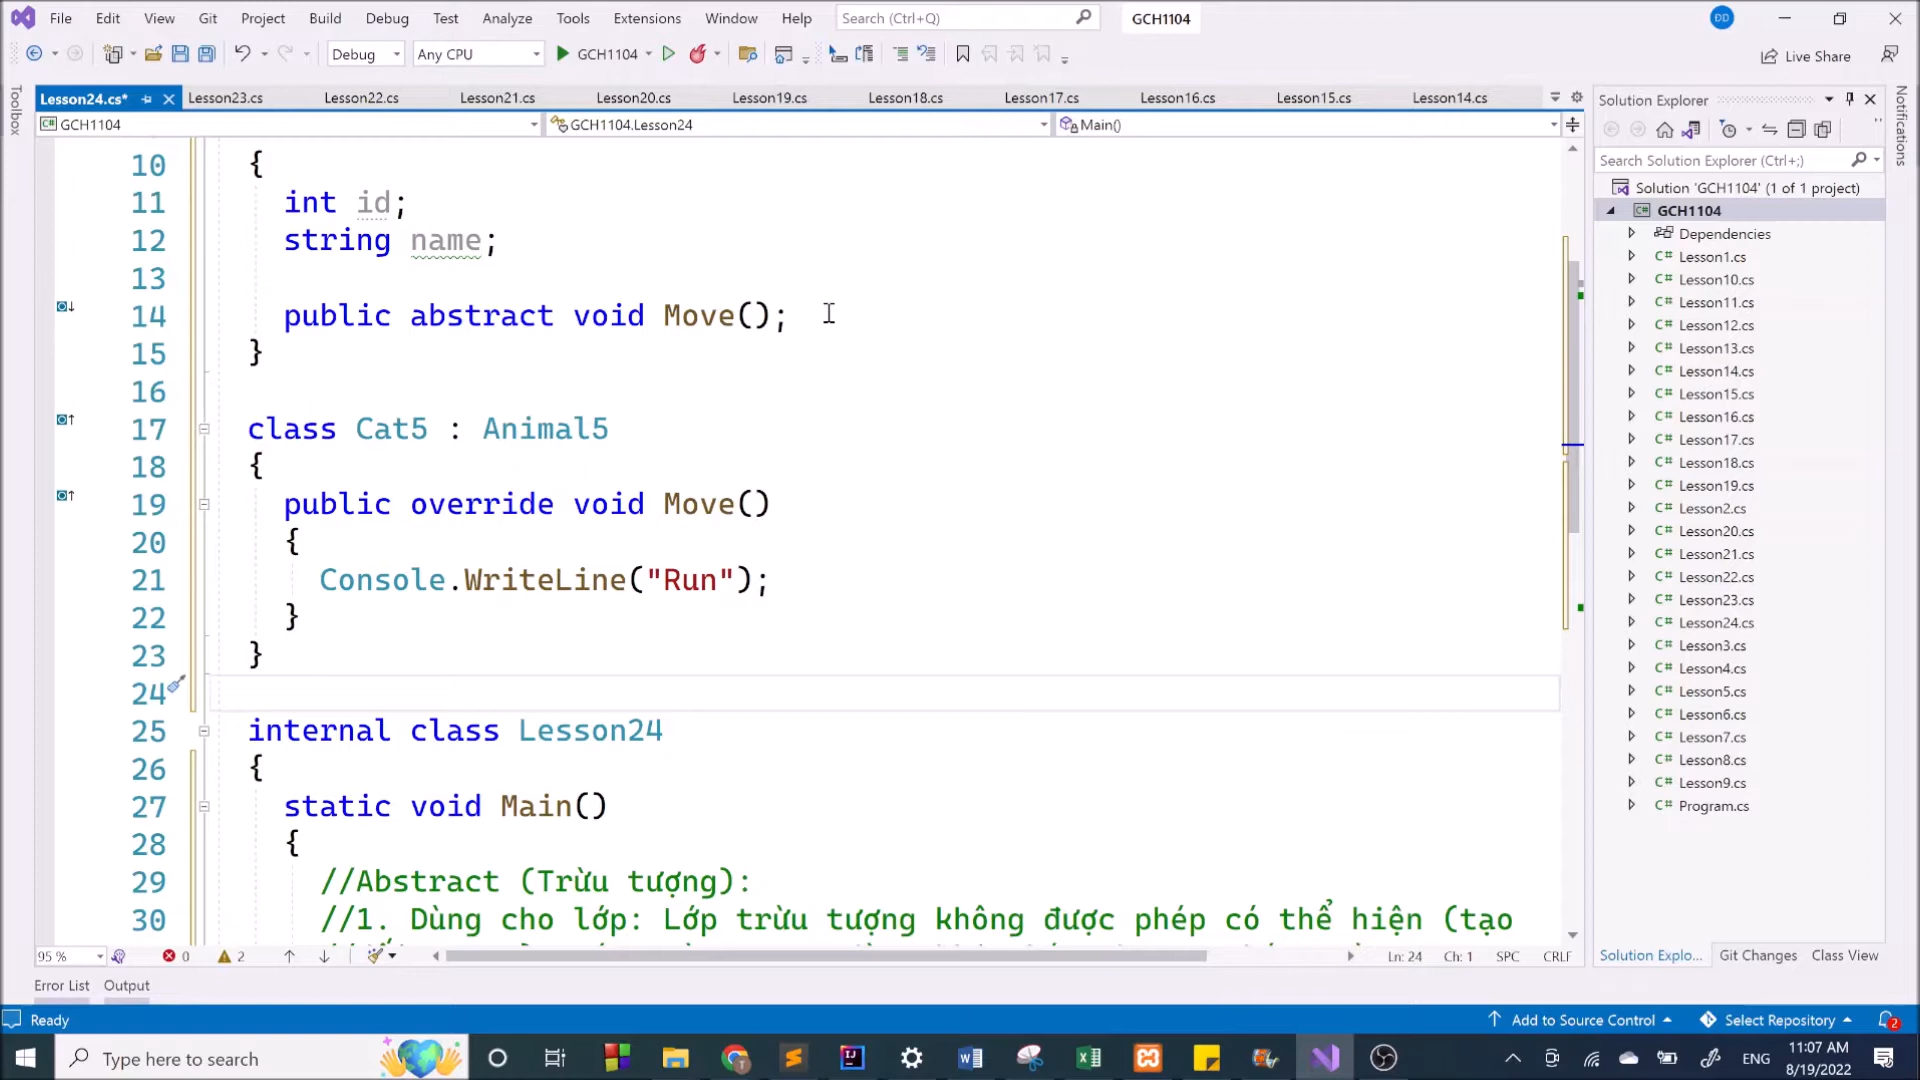 File Edit View Git Project Build Debug Test Analyze Tools Extensions Window Help Search (Ctrl+Q) GCH1104 ĐD
Debug Any CPU GCH1104 Live Share
Toolbox
Lesson24.cs* Lesson23.cs Lesson22.cs Lesson21.cs Lesson20.cs Lesson19.cs Lesson18.cs Lesson17.cs Lesson16.cs Lesson15.cs Lesson14.cs
GCH1104 GCH1104.Lesson24 Main()
10 {
11 int id;
12 string name;
13
14 public abstract void Move();
15 }
16
17 class Cat5 : Animal5
18 {
19 public override void Move()
20 {
21 Console.WriteLine("Run");
22 }
23 }
24
25 internal class Lesson24
26 {
27 static void Main()
28 {
29 //Abstract (Trừu tượng):
30 //1. Dùng cho lớp: Lớp trừu tượng không được phép có thể hiện (tạo
95 % 0 2 Ln: 24 Ch: 1 SPC CRLF
Error List Output
Solution Explorer
Search Solution Explorer (Ctrl+;)
Solution 'GCH1104' (1 of 1 project)
C# GCH1104
Dependencies
C# Lesson1.cs
C# Lesson10.cs
C# Lesson11.cs
C# Lesson12.cs
C# Lesson13.cs
C# Lesson14.cs
C# Lesson15.cs
C# Lesson16.cs
C# Lesson17.cs
C# Lesson18.cs
C# Lesson19.cs
C# Lesson2.cs
C# Lesson20.cs
C# Lesson21.cs
C# Lesson22.cs
C# Lesson23.cs
C# Lesson24.cs
C# Lesson3.cs
C# Lesson4.cs
C# Lesson5.cs
C# Lesson6.cs
C# Lesson7.cs
C# Lesson8.cs
C# Lesson9.cs
C# Program.cs
Solution Explo... Git Changes Class View
Notifications
Ready Add to Source Control Select Repository 2
Type here to search ENG 11:07 AM
8/19/2022